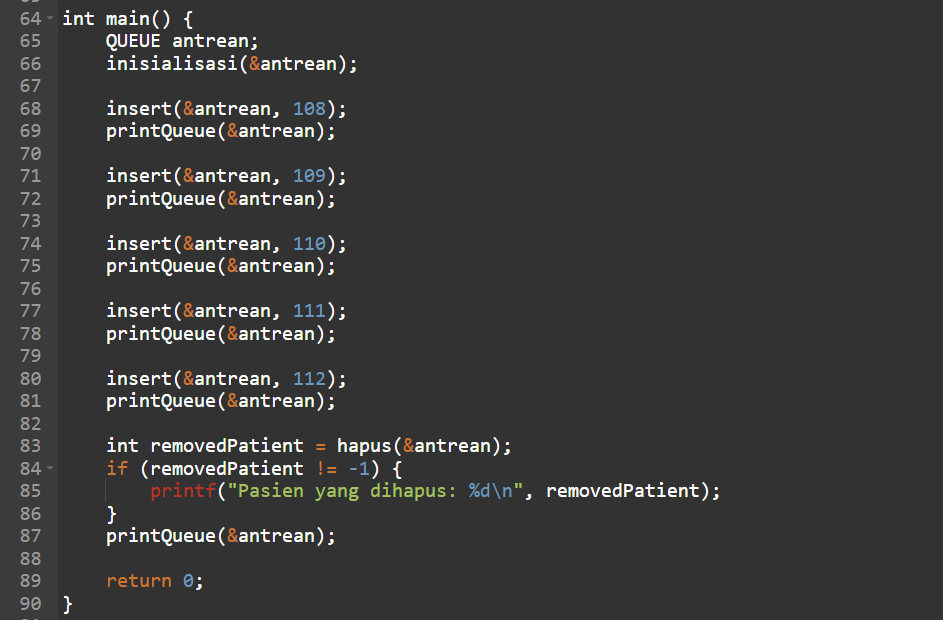 64 int main() {
65     QUEUE antrean;
66     inisialisasi(&antrean);
67
68     insert(&antrean, 108);
69     printQueue(&antrean);
70
71     insert(&antrean, 109);
72     printQueue(&antrean);
73
74     insert(&antrean, 110);
75     printQueue(&antrean);
76
77     insert(&antrean, 111);
78     printQueue(&antrean);
79
80     insert(&antrean, 112);
81     printQueue(&antrean);
82
83     int removedPatient = hapus(&antrean);
84     if (removedPatient != -1) {
85         printf("Pasien yang dihapus: %d\n", removedPatient);
86     }
87     printQueue(&antrean);
88
89     return 0;
90 }